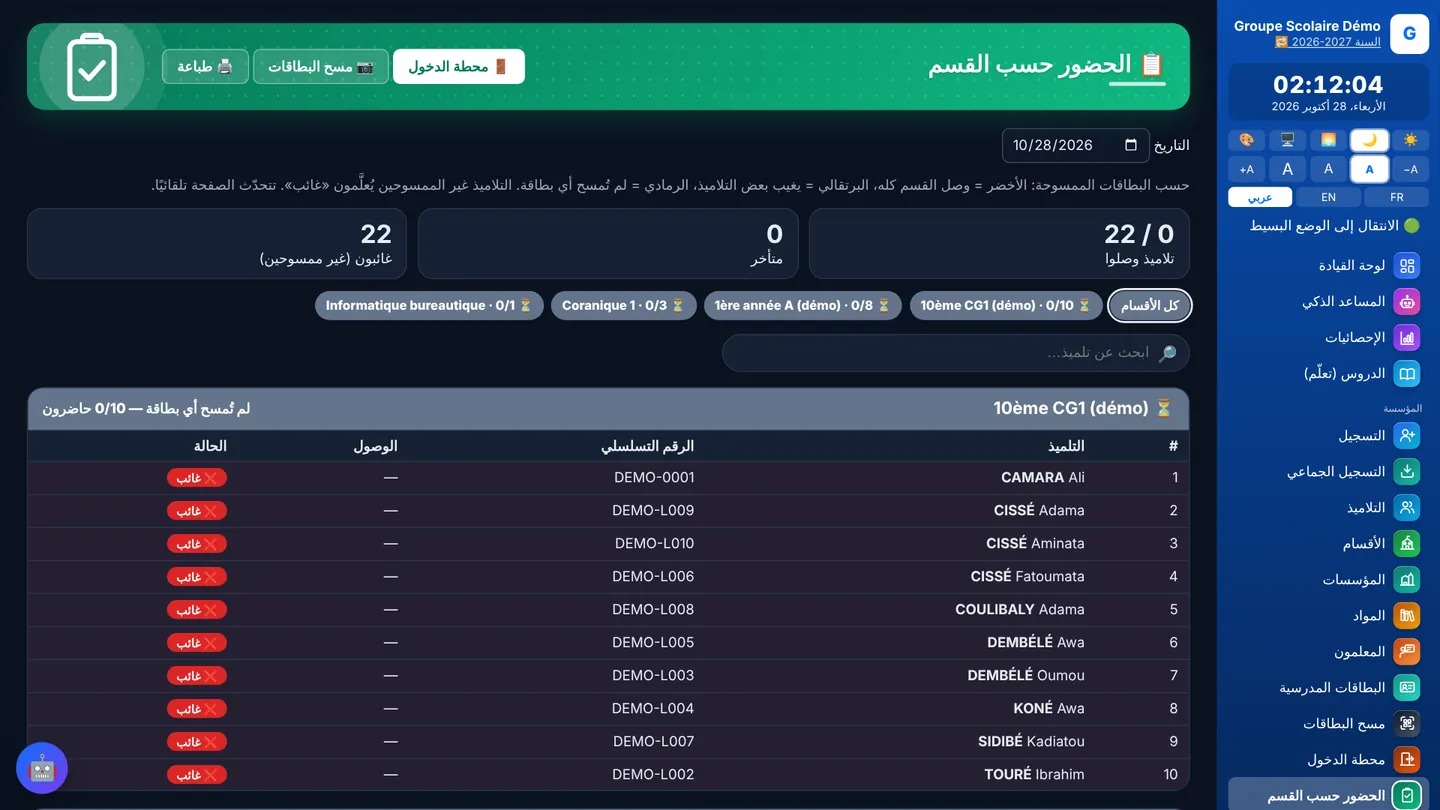 Groupe Scolaire Démo
السنة 2027-2026 🔁
G
02:12:04
الأربعاء، 28 أكتوبر 2026
A−
A
A
A
A+
FR
EN
عربي
🟢 الانتقال إلى الوضع البسيط
لوحة القيادة
المساعد الذكي
الإحصائيات
الدروس (تعلّم)
المؤسسة
التسجيل
التسجيل الجماعي
التلاميذ
الأقسام
المؤسسات
المواد
المعلمون
البطاقات المدرسية
مسح البطاقات
محطة الدخول
الحضور حسب القسم
📋 الحضور حسب القسم
🚪 محطة الدخول
📷 مسح البطاقات
🖨️ طباعة
التاريخ 10/28/2026
حسب البطاقات الممسوحة: الأخضر = وصل القسم كله، البرتقالي = يغيب بعض التلاميذ، الرمادي = لم تُمسح أي بطاقة. التلاميذ غير الممسوحين يُعلَّمون «غائب». تتحدّث الصفحة تلقائيًا.
22 / 0
تلاميذ وصلوا
0
متأخر
22
غائبون (غير ممسوحين)
كل الأقسام
⏳ 10ème CG1 (démo) · 0/10
⏳ 1ère année A (démo) · 0/8
⏳ Coranique 1 · 0/3
⏳ Informatique bureautique · 0/1
🔎 ابحث عن تلميذ...
⏳ 10ème CG1 (démo)
لم تُمسح أي بطاقة — 0/10 حاضرون
# التلميذ الرقم التسلسلي الوصول الحالة
1 CAMARA Ali DEMO-0001 — ❌ غائب
2 CISSÉ Adama DEMO-L009 — ❌ غائب
3 CISSÉ Aminata DEMO-L010 — ❌ غائب
4 CISSÉ Fatoumata DEMO-L006 — ❌ غائب
5 COULIBALY Adama DEMO-L008 — ❌ غائب
6 DEMBÉLÉ Awa DEMO-L005 — ❌ غائب
7 DEMBÉLÉ Oumou DEMO-L003 — ❌ غائب
8 KONÉ Awa DEMO-L004 — ❌ غائب
9 SIDIBÉ Kadiatou DEMO-L007 — ❌ غائب
10 TOURÉ Ibrahim DEMO-L002 — ❌ غائب